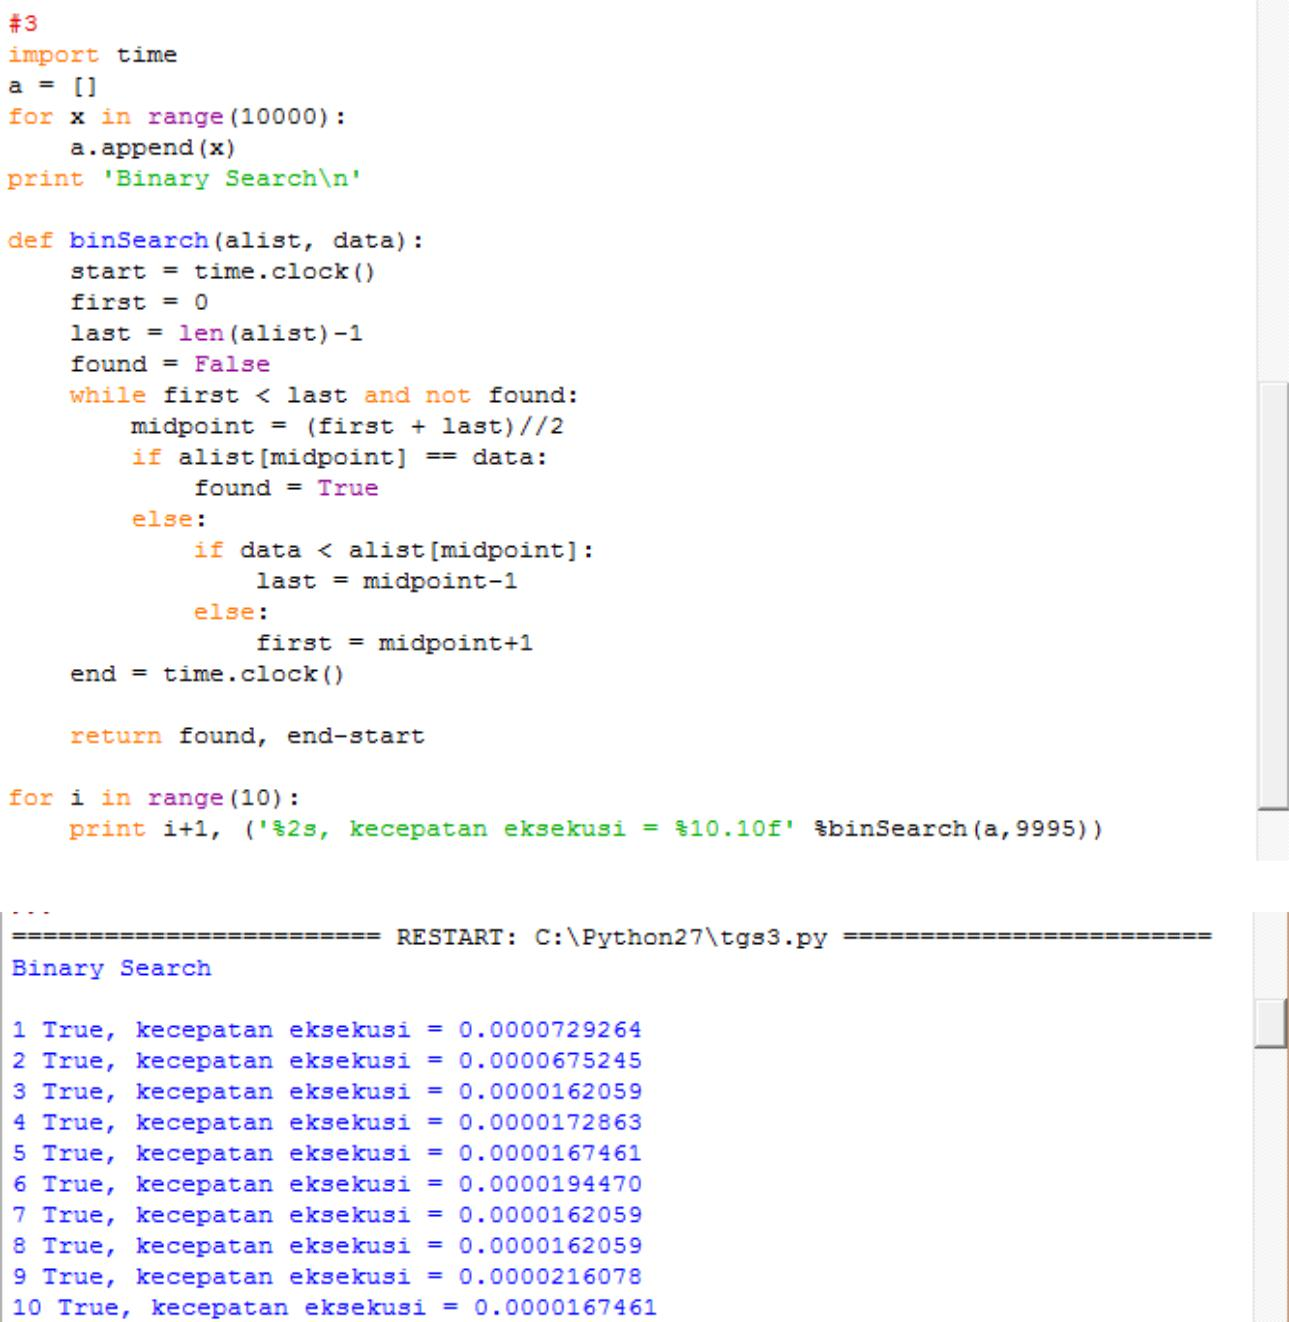 #3
import time
a = []
for x in range(10000):
    a.append(x)
print 'Binary Search\n'

def binSearch(alist, data):
    start = time.clock()
    first = 0
    last = len(alist)-1
    found = False
    while first < last and not found:
        midpoint = (first + last)//2
        if alist[midpoint] == data:
            found = True
        else:
            if data < alist[midpoint]:
                last = midpoint-1
            else:
                first = midpoint+1
    end = time.clock()

    return found, end-start

for i in range(10):
    print i+1, ('%2s, kecepatan eksekusi = %10.10f' %binSearch(a,9995))

======================== RESTART: C:\Python27\tgs3.py ========================
Binary Search

1 True, kecepatan eksekusi = 0.0000729264
2 True, kecepatan eksekusi = 0.0000675245
3 True, kecepatan eksekusi = 0.0000162059
4 True, kecepatan eksekusi = 0.0000172863
5 True, kecepatan eksekusi = 0.0000167461
6 True, kecepatan eksekusi = 0.0000194470
7 True, kecepatan eksekusi = 0.0000162059
8 True, kecepatan eksekusi = 0.0000162059
9 True, kecepatan eksekusi = 0.0000216078
10 True, kecepatan eksekusi = 0.0000167461